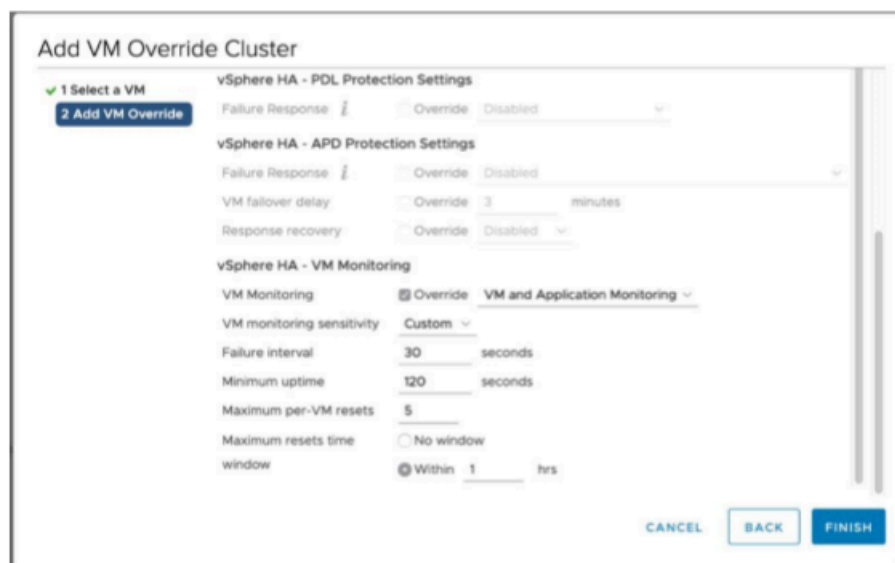 Add VM Override Cluster
1 Select a VM
2 Add VM Override
vSphere HA - PDL Protection Settings
Failure Response i Override Disabled
vSphere HA - APD Protection Settings
Failure Response i Override Disabled
VM failover delay Override 3 minutes
Response recovery Override Disabled
vSphere HA - VM Monitoring
VM Monitoring Override VM and Application Monitoring
VM monitoring sensitivity Custom
Failure interval 30 seconds
Minimum uptime 120 seconds
Maximum per-VM resets 5
Maximum resets time No window
window
Within 1 hrs
CANCEL BACK FINISH